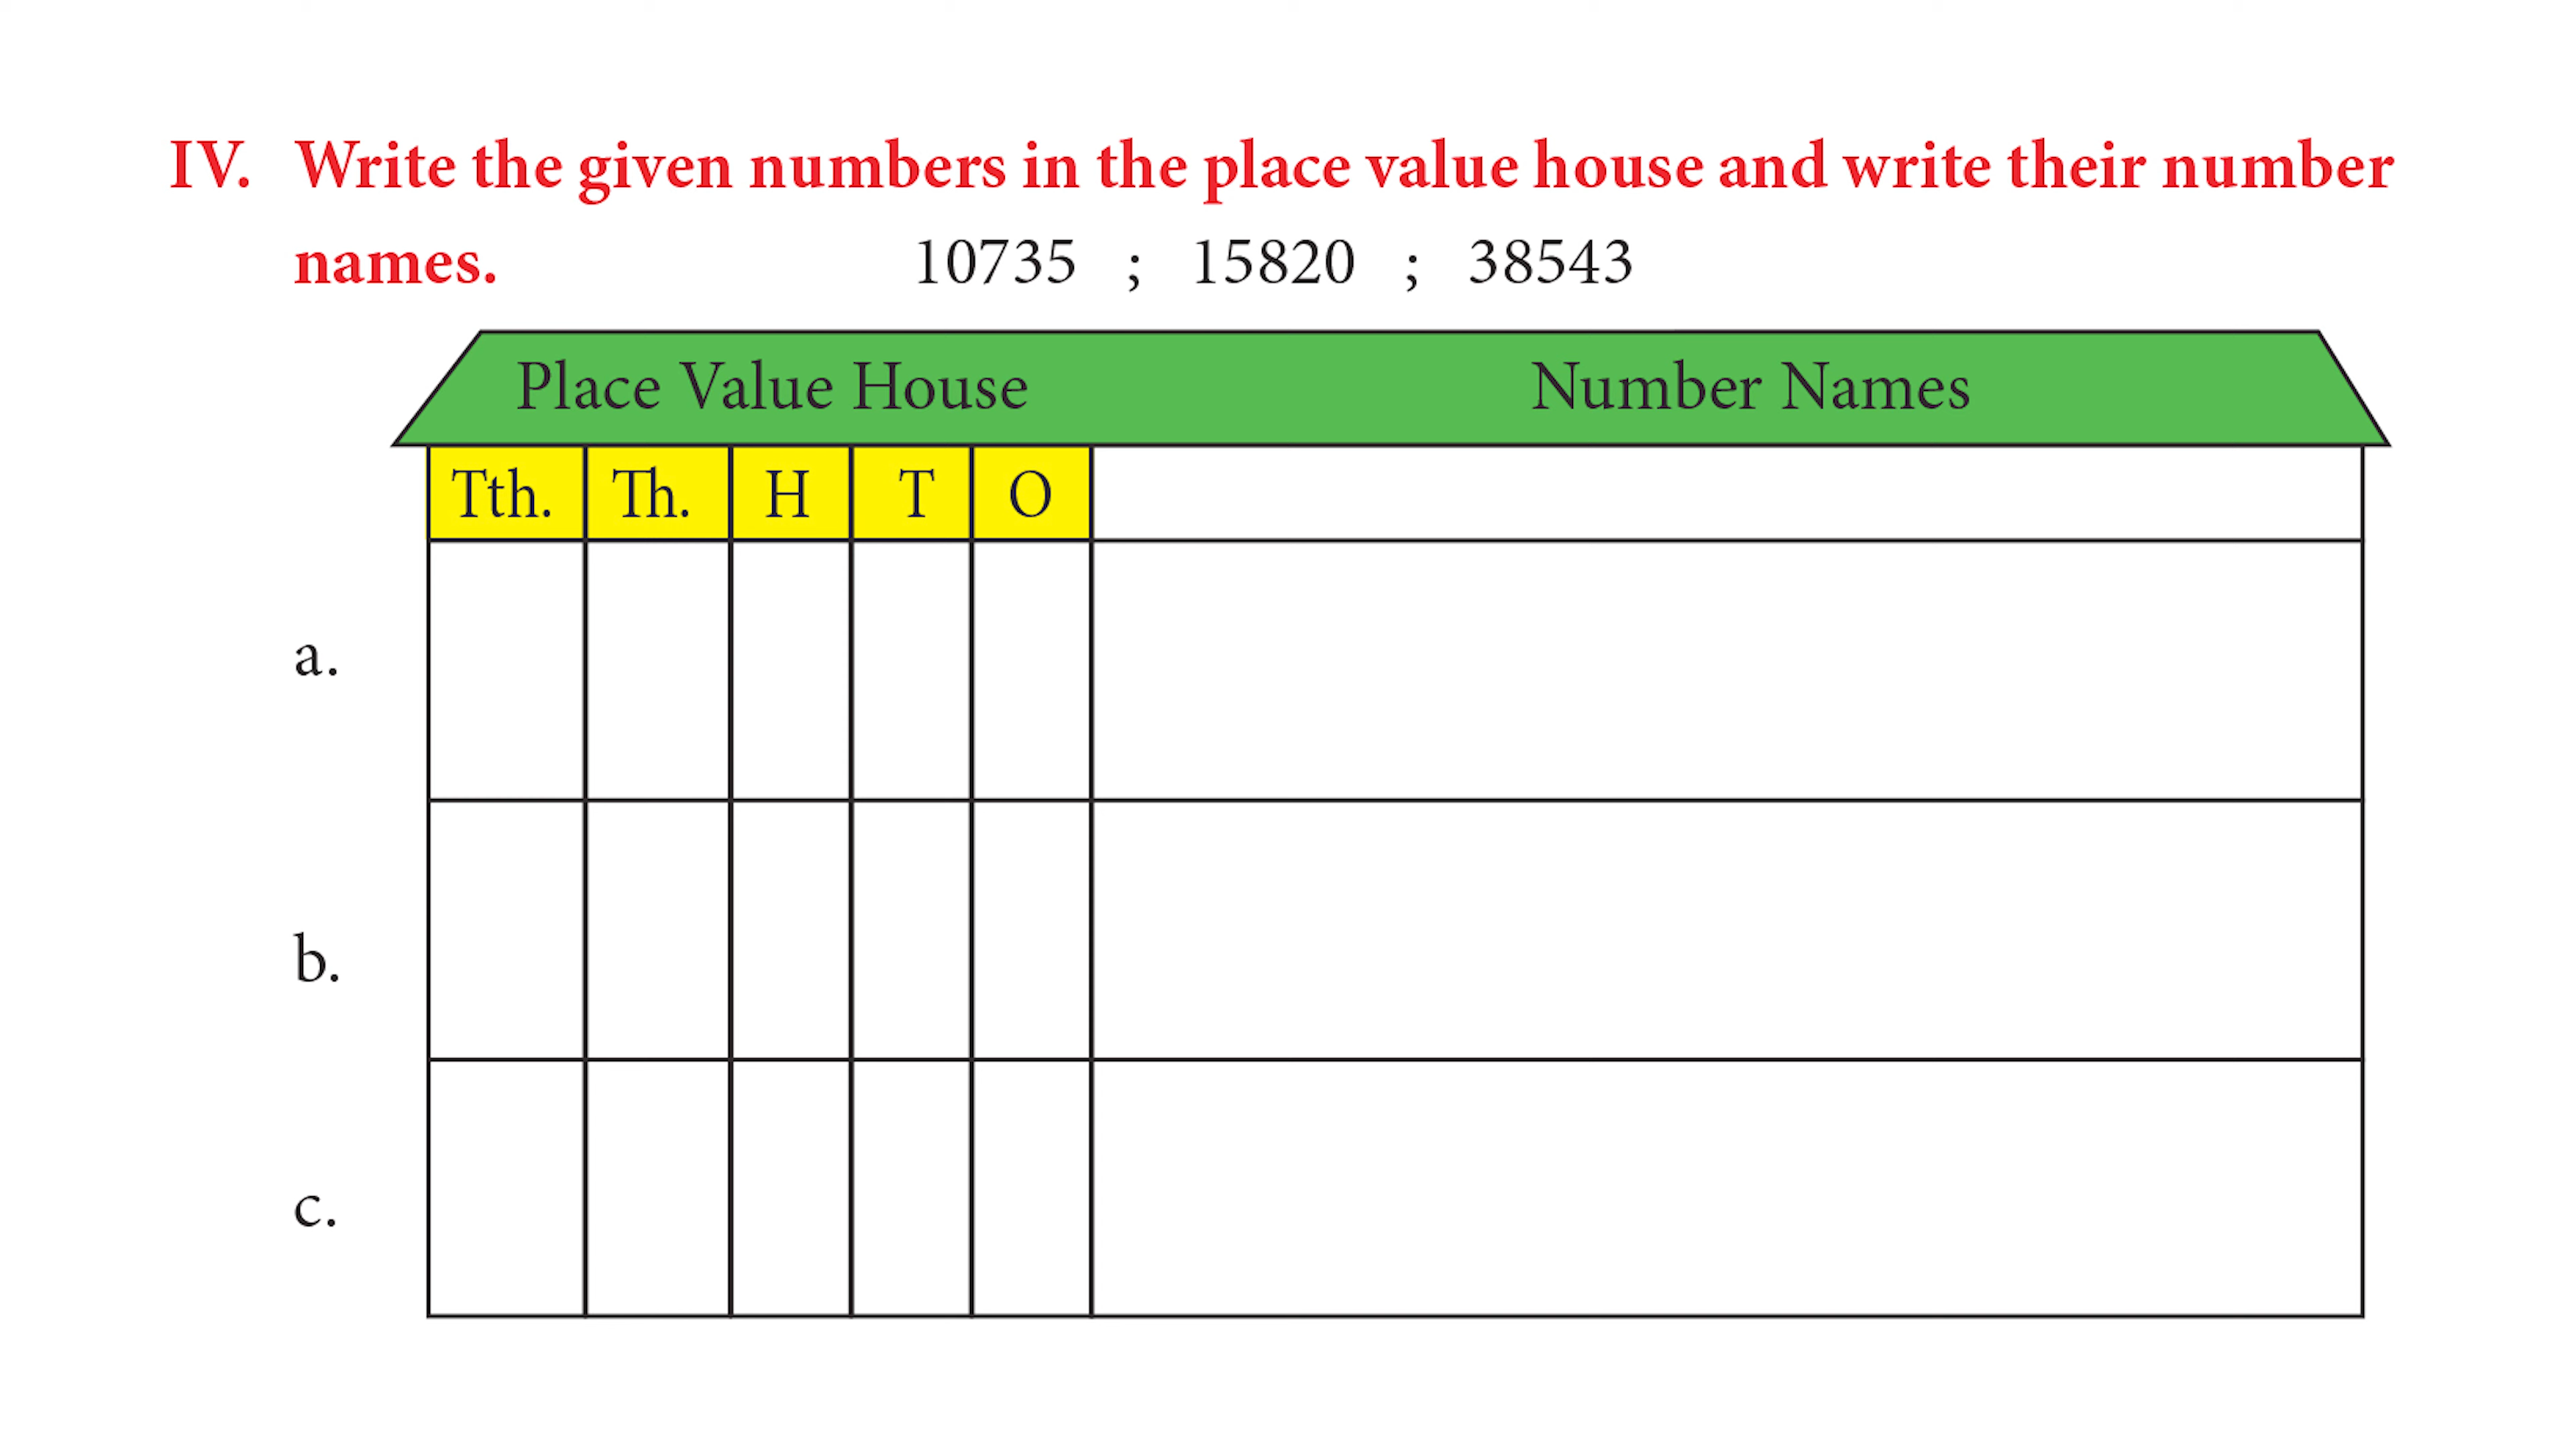 IV. Write the given numbers in the place value house and write their number
names. 10735 ; 15820 ; 38543
Place Value House Number Names
Tth. Th. H T O
a.
b.
c.